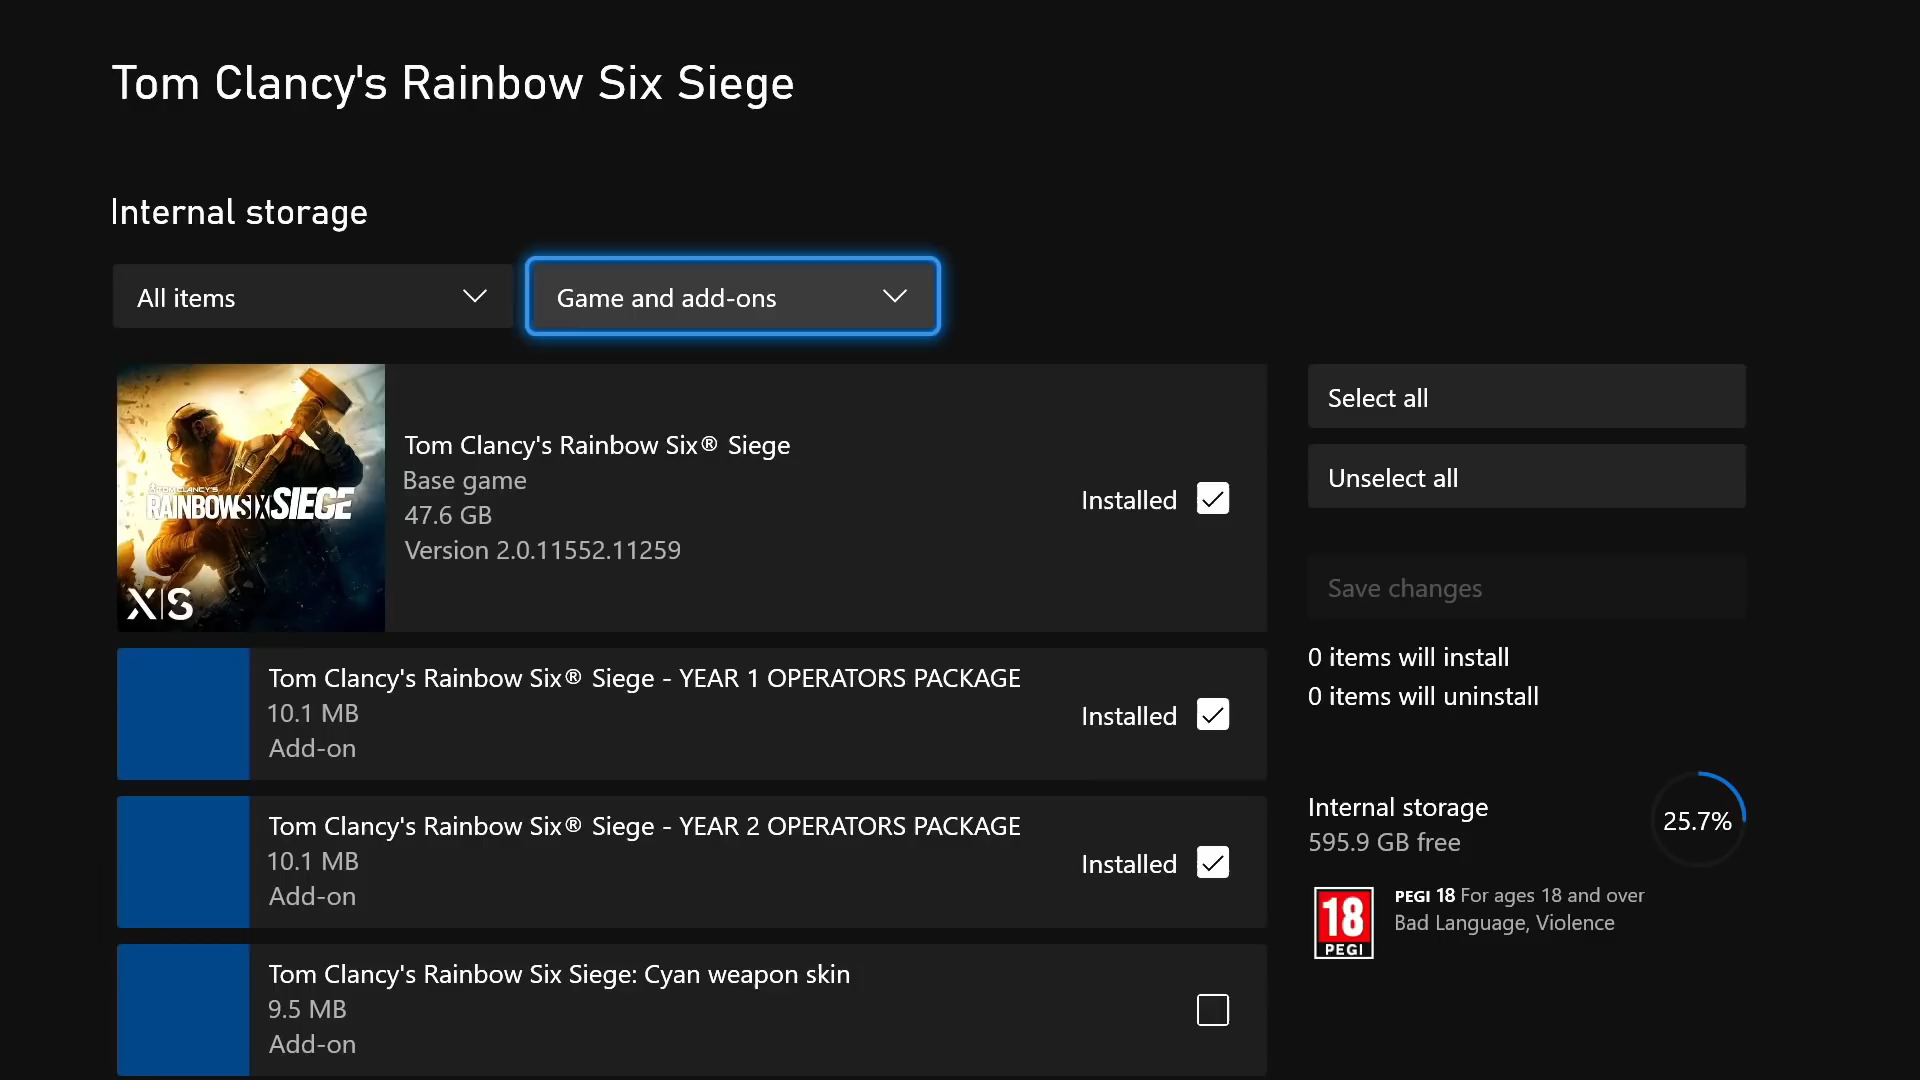 Tom Clancy's Rainbow Six Siege
Internal storage
All items
Game and add-ons
TOM CLANCY'S
RAINBOWSIX SIEGE
X|S
Tom Clancy's Rainbow Six® Siege
Base game
47.6 GB
Version 2.0.11552.11259
Installed
Tom Clancy's Rainbow Six® Siege - YEAR 1 OPERATORS PACKAGE
10.1 MB
Add-on
Installed
Tom Clancy's Rainbow Six® Siege - YEAR 2 OPERATORS PACKAGE
10.1 MB
Add-on
Installed
Tom Clancy's Rainbow Six Siege: Cyan weapon skin
9.5 MB
Add-on
Select all
Unselect all
Save changes
0 items will install
0 items will uninstall
Internal storage
595.9 GB free
25.7%
18
PEGI
PEGI 18 For ages 18 and over
Bad Language, Violence